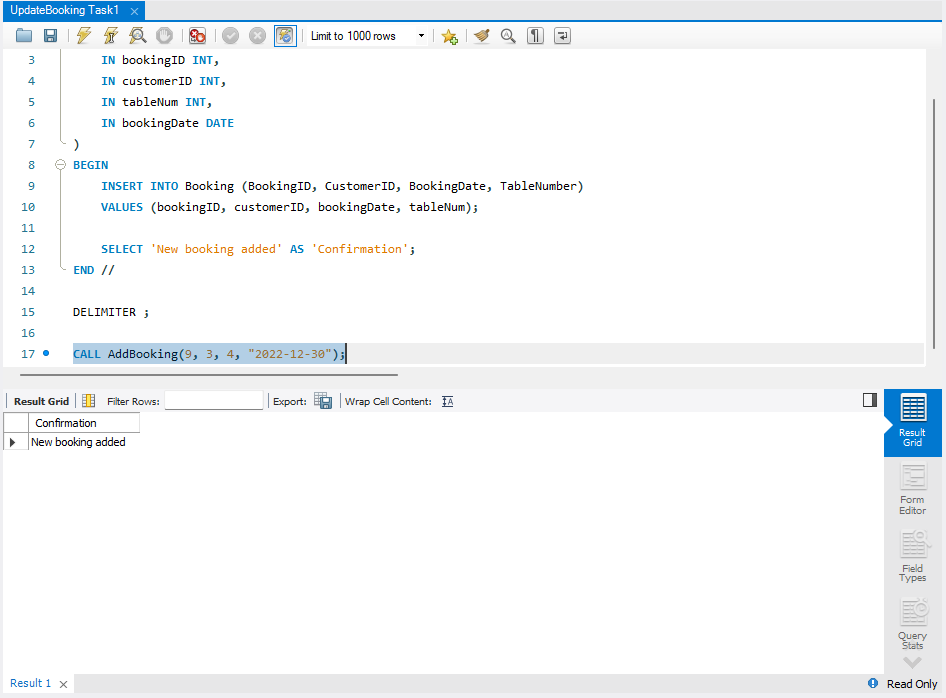 UpdateBooking Task1
Limit to 1000 rows
3 IN bookingID INT,
4 IN customerID INT,
5 IN tableNum INT,
6 IN bookingDate DATE
7 )
8 BEGIN
9 INSERT INTO Booking (BookingID, CustomerID, BookingDate, TableNumber)
10 VALUES (bookingID, customerID, bookingDate, tableNum);
11
12 SELECT 'New booking added' AS 'Confirmation';
13 END //
14
15 DELIMITER ;
16
17 CALL AddBooking(9, 3, 4, "2022-12-30");
Result Grid Filter Rows: Export: Wrap Cell Content: IA
Confirmation
New booking added
Result
Grid
Form
Editor
Field
Types
Query
Stats
Result 1 Read Only